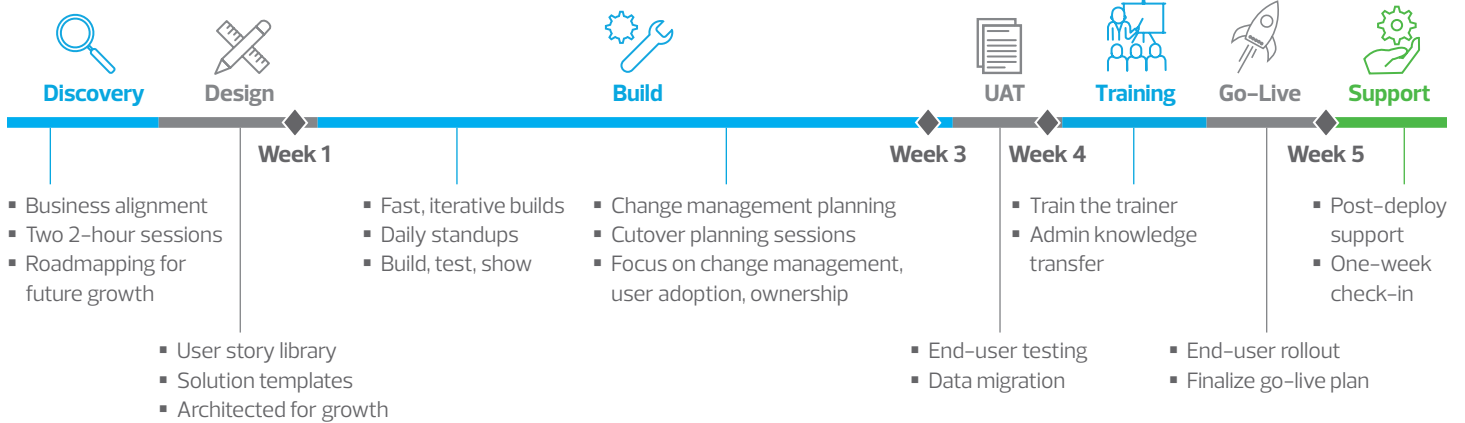 Discovery
Design
Build
UAT
Training
Go-Live
Support
Week 1
Week 3
Week 4
Week 5
▪ Business alignment
▪ Two 2-hour sessions
▪ Roadmapping for
future growth
▪ Fast, iterative builds
▪ Daily standups
▪ Build, test, show
▪ Change management planning
▪ Cutover planning sessions
▪ Focus on change management,
user adoption, ownership
▪ Train the trainer
▪ Admin knowledge
transfer
▪ Post-deploy
support
▪ One-week
check-in
▪ User story library
▪ Solution templates
▪ Architected for growth
▪ End-user testing
▪ Data migration
▪ End-user rollout
▪ Finalize go-live plan